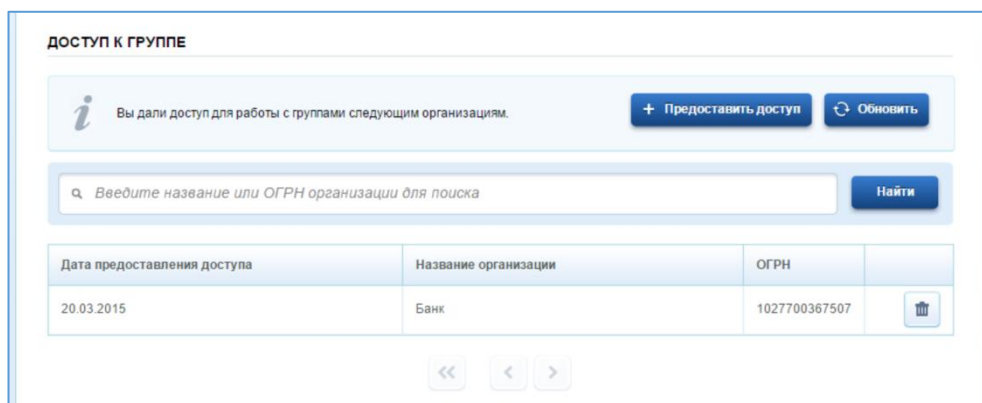 ДОСТУП К ГРУППЕ
Вы дали доступ для работы с группами следующим организациям.
+ Предоставить доступ
Обновить
Введите название или ОГРН организации для поиска
Найти
Дата предоставления доступа Название организации ОГРН
20.03.2015 Банк 1027700367507